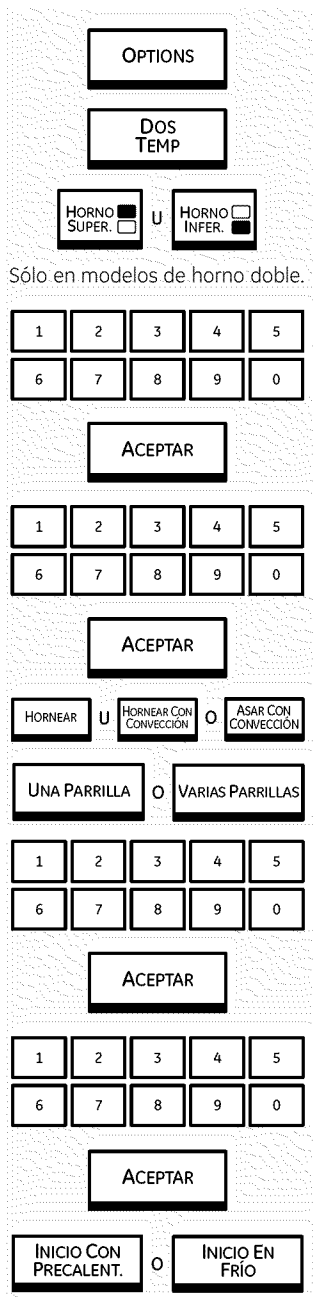 OPTIONS
DOS
TEMP
HORNO
SUPER.
U
HORNO
INFER.
Sólo en modelos de horno doble.
1 2 3 4 5
6 7 8 9 0
ACEPTAR
1 2 3 4 5
6 7 8 9 0
ACEPTAR
HORNEAR U HORNEAR CON
CONVECCIÓN O ASAR CON
CONVECCIÓN
UNA PARRILLA O VARIAS PARRILLAS
1 2 3 4 5
6 7 8 9 0
ACEPTAR
1 2 3 4 5
6 7 8 9 0
ACEPTAR
INICIO CON
PRECALENT.
O
INICIO EN
FRÍO